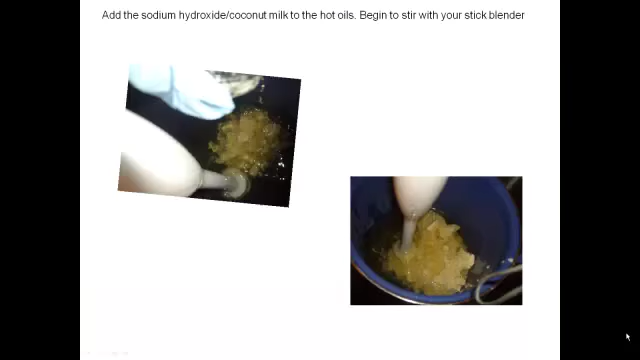 Add the sodium hydroxide/coconut milk to the hot oils. Begin to stir with your stick blender